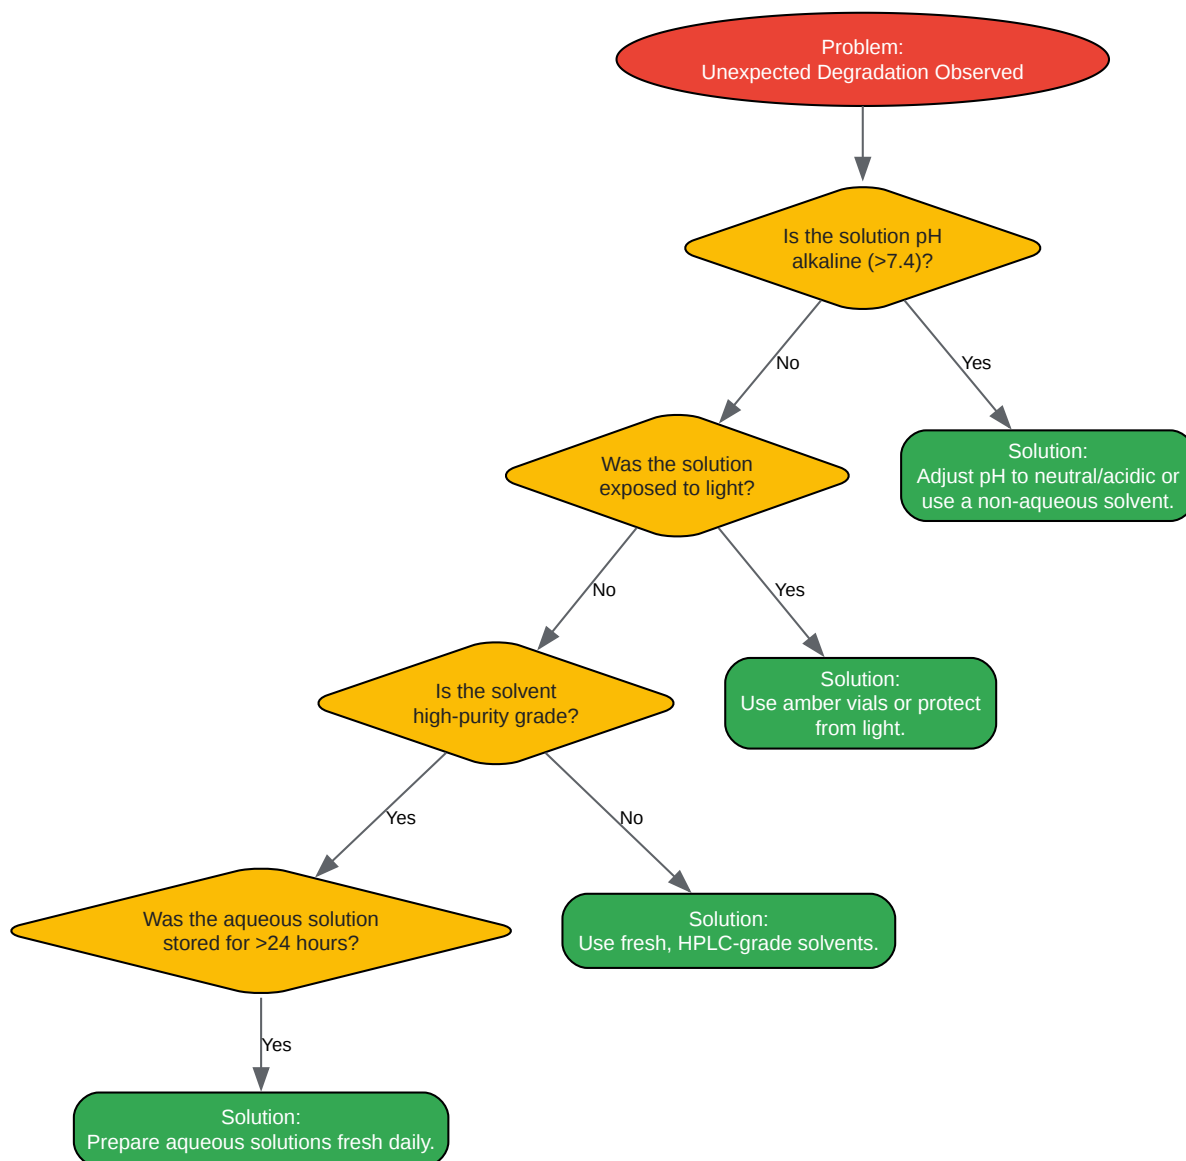 Problem:
Unexpected Degradation Observed
Is the solution pH
alkaline (>7.4)?
No
Yes
Was the solution
exposed to light?
Solution:
Adjust pH to neutral/acidic or
use a non-aqueous solvent.
No
Yes
Is the solvent
high-purity grade?
Solution:
Use amber vials or protect
from light.
Yes
No
Was the aqueous solution
stored for >24 hours?
Solution:
Use fresh, HPLC-grade solvents.
Yes
Solution:
Prepare aqueous solutions fresh daily.